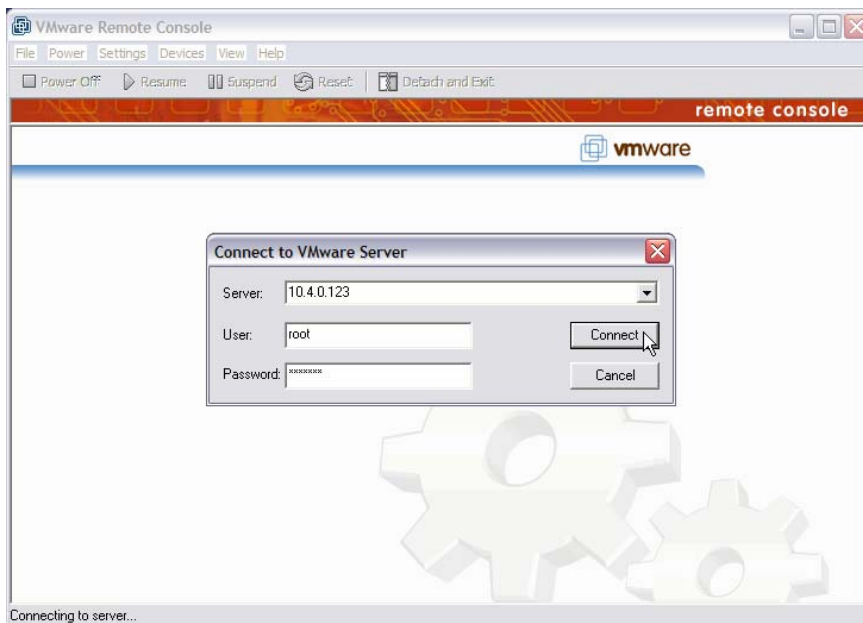 VMware Remote Console
File Power Settings Devices View Help
Power Off Resume Suspend Reset Detach and Exit
remote console
vmware
Connect to VMware Server
Server: 10.4.0.123
User: root
Connect
Password: xxxxxxx
Cancel
Connecting to server...